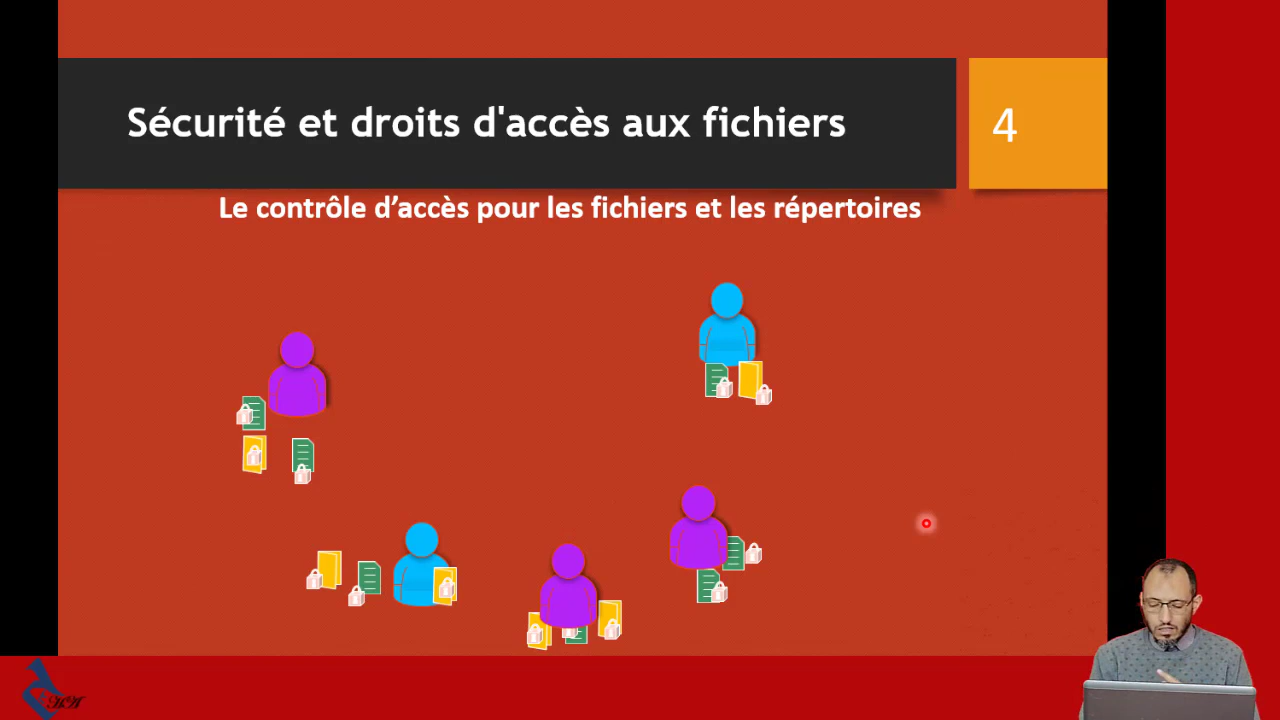 Sécurité et droits d'accès aux fichiers
4
Le contrôle d’accès pour les fichiers et les répertoires